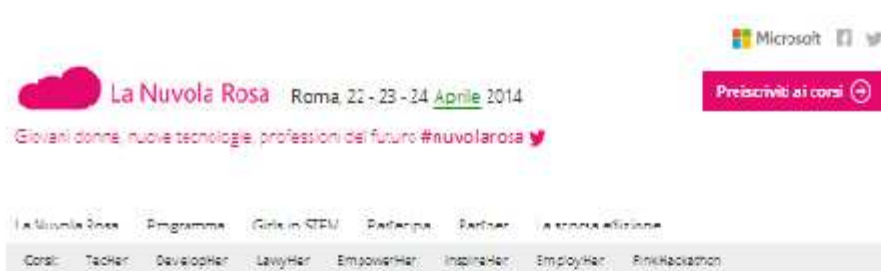 Microsoft
La Nuvola Rosa Roma, 22 - 23 - 24 Aprile 2014
Preiscriviti ai corsi
Giovani donne, nuove tecnologie, professioni del futuro #nuvolarosa
La Nuvola Rosa Programma Girls in STEM Partecipa Partner La scorsa edizione
Corsi: TecHer DevelopHer LawyHer EmpowerHer InspireHer EmployHer PinkHackathon